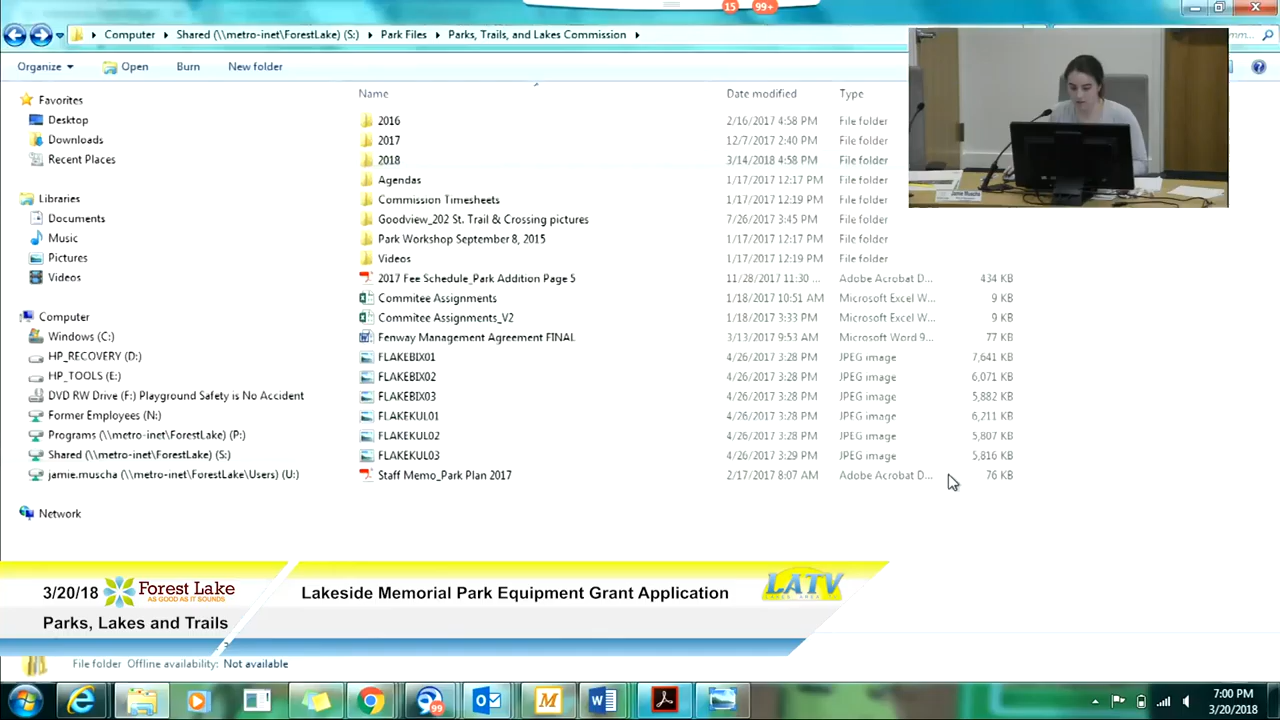 15 99+
Computer Shared (\\metro-inet\ForestLake) (S:) Park Files Parks, Trails, and Lakes Commission
Organize Open Burn New folder
Name Date modified Type
Favorites
Desktop
Downloads
Recent Places
Libraries
Documents
Music
Pictures
Videos
Computer
Windows (C:)
HP_RECOVERY (D:)
HP_TOOLS (E:)
DVD RW Drive (F:) Playground Safety is No Accident
Former Employees (N:)
Programs (\\metro-inet\ForestLake) (P:)
Shared (\\metro-inet\ForestLake) (S:)
jamie.muscha (\\metro-inet\ForestLake\Users) (U:)
Network
2016 2/16/2017 4:58 PM File folder
2017 12/7/2017 2:40 PM File folder
2018 3/14/2018 4:58 PM File folder
Agendas 1/17/2017 12:17 PM File folder
Commission Timesheets 1/17/2017 12:19 PM File folder
Goodview_202 St. Trail & Crossing pictures 7/26/2017 3:45 PM File folder
Park Workshop September 8, 2015 1/17/2017 12:17 PM File folder
Videos 1/17/2017 12:19 PM File folder
2017 Fee Schedule_Park Addition Page 5 11/28/2017 11:30 ... Adobe Acrobat D... 434 KB
Commitee Assignments 1/18/2017 10:51 AM Microsoft Excel W... 9 KB
Commitee Assignments_V2 1/18/2017 3:33 PM Microsoft Excel W... 9 KB
Fenway Management Agreement FINAL 3/13/2017 9:53 AM Microsoft Word 9... 77 KB
FLAKEBIX01 4/26/2017 3:28 PM JPEG image 7,641 KB
FLAKEBIX02 4/26/2017 3:28 PM JPEG image 6,071 KB
FLAKEBIX03 4/26/2017 3:28 PM JPEG image 5,882 KB
FLAKEKUL01 4/26/2017 3:28 PM JPEG image 6,211 KB
FLAKEKUL02 4/26/2017 3:28 PM JPEG image 5,807 KB
FLAKEKUL03 4/26/2017 3:29 PM JPEG image 5,816 KB
Staff Memo_Park Plan 2017 2/17/2017 8:07 AM Adobe Acrobat D... 76 KB
Jamie Muscha
3/20/18 Forest Lake
AS GOOD AS IT SOUNDS
Lakeside Memorial Park Equipment Grant Application
LATV
Parks, Lakes and Trails
File folder Offline availability: Not available
99
7:00 PM
3/20/2018